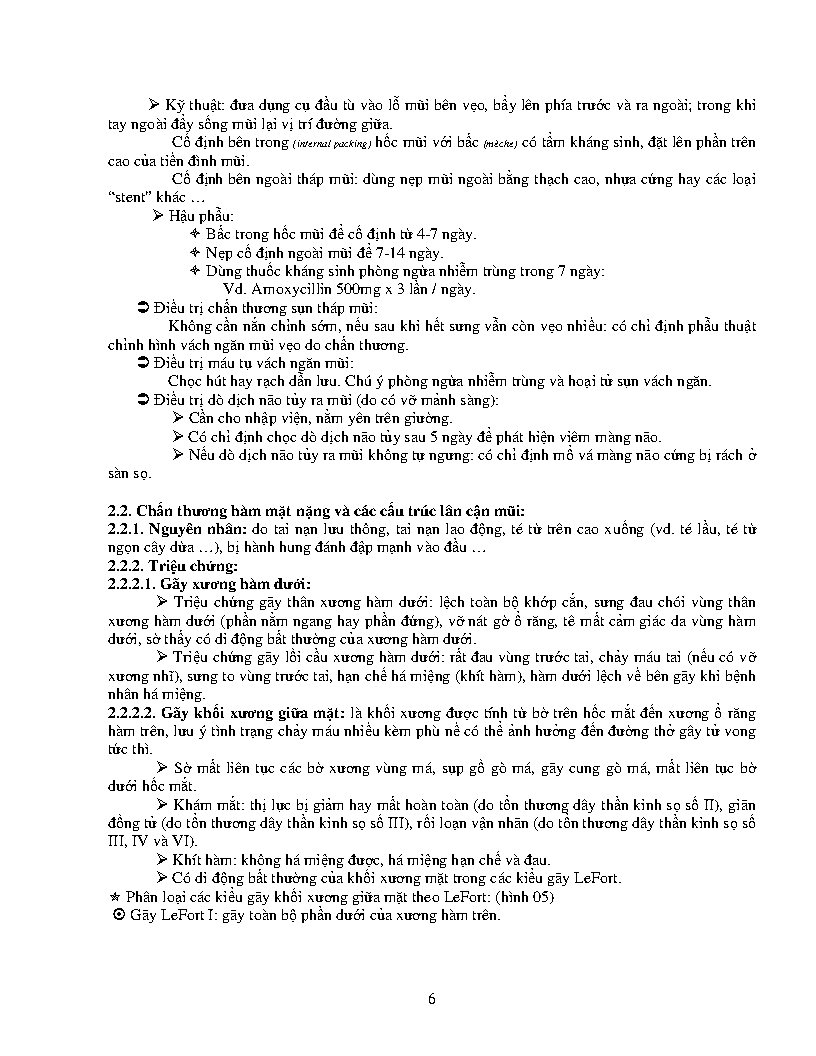 ➢ Kỹ thuật: đưa dụng cụ đầu tù vào lỗ mũi bên vẹo, bẩy lên phía trước và ra ngoài; trong khi
tay ngoài đẩy sống mũi lại vị trí đường giữa.
Cố định bên trong (internal packing) hốc mũi với bấc (mèche) có tẩm kháng sinh, đặt lên phần trên
cao của tiền đình mũi.
Cố định bên ngoài tháp mũi: dùng nẹp mũi ngoài bằng thạch cao, nhựa cứng hay các loại
“stent” khác …
➢ Hậu phẫu:
✧ Bấc trong hốc mũi để cố định từ 4-7 ngày.
✧ Nẹp cố định ngoài mũi để 7-14 ngày.
✧ Dùng thuốc kháng sinh phòng ngừa nhiễm trùng trong 7 ngày:
Vd. Amoxycillin 500mg x 3 lần / ngày.
➲ Điều trị chấn thương sụn tháp mũi:
Không cần nắn chỉnh sớm, nếu sau khi hết sưng vẫn còn vẹo nhiều: có chỉ định phẫu thuật
chỉnh hình vách ngăn mũi vẹo do chấn thương.
➲ Điều trị máu tụ vách ngăn mũi:
Chọc hút hay rạch dẫn lưu. Chú ý phòng ngừa nhiễm trùng và hoại tử sụn vách ngăn.
➲ Điều trị dò dịch não tủy ra mũi (do có vỡ mảnh sàng):
➢ Cần cho nhập viện, nằm yên trên giường.
➢ Có chỉ định chọc dò dịch não tủy sau 5 ngày để phát hiện viêm màng não.
➢ Nếu dò dịch não tủy ra mũi không tự ngưng: có chỉ định mổ vá màng não cứng bị rách ở
sàn sọ.
2.2. Chấn thương hàm mặt nặng và các cấu trúc lân cận mũi:
2.2.1. Nguyên nhân: do tai nạn lưu thông, tai nạn lao động, té từ trên cao xuống (vd. té lầu, té từ
ngọn cây dừa …), bị hành hung đánh đập mạnh vào đầu …
2.2.2. Triệu chứng:
2.2.2.1. Gãy xương hàm dưới:
➢ Triệu chứng gãy thân xương hàm dưới: lệch toàn bộ khớp cắn, sưng đau chói vùng thân
xương hàm dưới (phần nằm ngang hay phần đứng), vỡ nát gờ ổ răng, tê mất cảm giác da vùng hàm
dưới, sờ thấy có di động bất thường của xương hàm dưới.
➢ Triệu chứng gãy lồi cầu xương hàm dưới: rất đau vùng trước tai, chảy máu tai (nếu có vỡ
xương nhĩ), sưng to vùng trước tai, hạn chế há miệng (khít hàm), hàm dưới lệch về bên gãy khi bệnh
nhân há miệng.
2.2.2.2. Gãy khối xương giữa mặt: là khối xương được tính từ bờ trên hốc mắt đến xương ổ răng
hàm trên, lưu ý tình trạng chảy máu nhiều kèm phù nề có thể ảnh hưởng đến đường thở gây tử vong
tức thì.
➢ Sờ mất liên tục các bờ xương vùng má, sụp gồ gò má, gãy cung gò má, mất liên tục bờ
dưới hốc mắt.
➢ Khám mắt: thị lực bị giảm hay mất hoàn toàn (do tổn thương dây thần kinh sọ số II), giãn
đồng tử (do tổn thương dây thần kinh sọ số III), rối loạn vận nhãn (do tổn thương dây thần kinh sọ số
III, IV và VI).
➢ Khít hàm: không há miệng được, há miệng hạn chế và đau.
➢ Có di động bất thường của khối xương mặt trong các kiểu gãy LeFort.
✯ Phân loại các kiểu gãy khối xương giữa mặt theo LeFort: (hình 05)
⍟ Gãy LeFort I: gãy toàn bộ phần dưới của xương hàm trên.
6